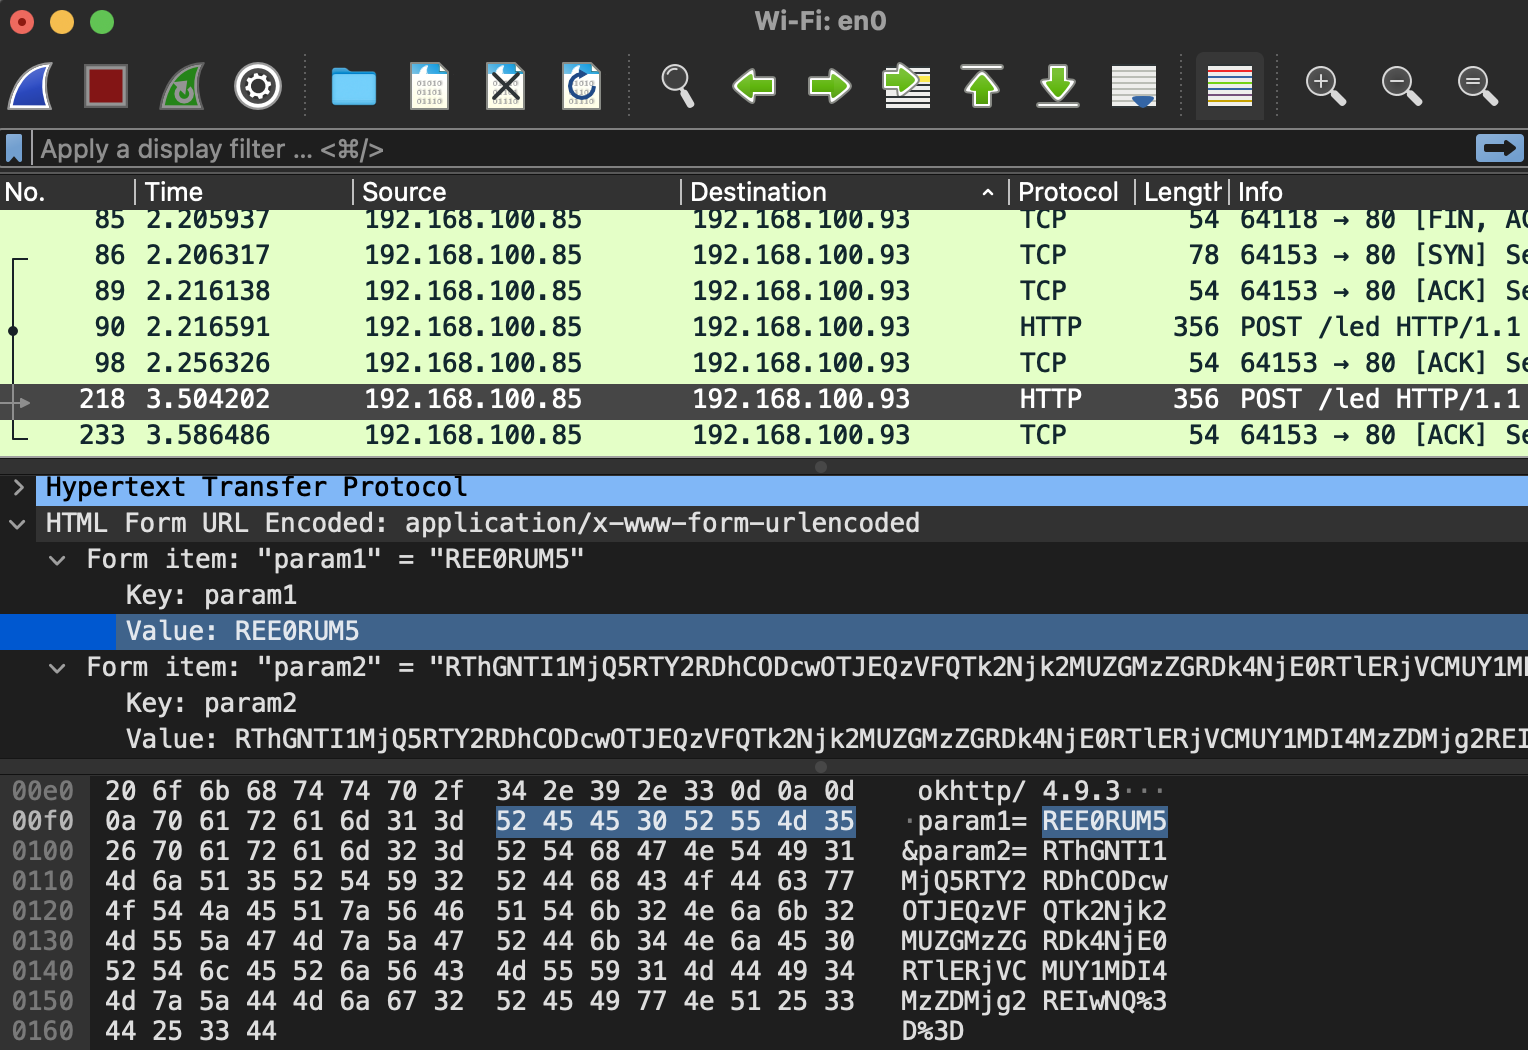 Wi-Fi: en0
Apply a display filter ... <⌘/>
No. Time Source Destination Protocol Length Info
85 2.205937 192.168.100.85 192.168.100.93 TCP 54 64118 → 80 [FIN, AC
86 2.206317 192.168.100.85 192.168.100.93 TCP 78 64153 → 80 [SYN] Se
89 2.216138 192.168.100.85 192.168.100.93 TCP 54 64153 → 80 [ACK] Se
90 2.216591 192.168.100.85 192.168.100.93 HTTP 356 POST /led HTTP/1.1
98 2.256326 192.168.100.85 192.168.100.93 TCP 54 64153 → 80 [ACK] Se
218 3.504202 192.168.100.85 192.168.100.93 HTTP 356 POST /led HTTP/1.1
233 3.586486 192.168.100.85 192.168.100.93 TCP 54 64153 → 80 [ACK] Se
Hypertext Transfer Protocol
HTML Form URL Encoded: application/x-www-form-urlencoded
Form item: "param1" = "REE0RUM5"
Key: param1
Value: REE0RUM5
Form item: "param2" = "RThGNTI1MjQ5RTY2RDhCODcwOTJEQzVFQTk2Njk2MUZGMzZGRDk4NjE0RTlERjVCMUY1MD
Key: param2
Value: RThGNTI1MjQ5RTY2RDhCODcwOTJEQzVFQTk2Njk2MUZGMzZGRDk4NjE0RTlERjVCMUY1MDI4MzZDMjg2REI
00e0 20 6f 6b 68 74 74 70 2f 34 2e 39 2e 33 0d 0a 0d okhttp/ 4.9.3···
00f0 0a 70 61 72 61 6d 31 3d 52 45 45 30 52 55 4d 35 ·param1= REE0RUM5
0100 26 70 61 72 61 6d 32 3d 52 54 68 47 4e 54 49 31 &param2= RThGNTI1
0110 4d 6a 51 35 52 54 59 32 52 44 68 43 4f 44 63 77 MjQ5RTY2 RDhCODcw
0120 4f 54 4a 45 51 7a 56 46 51 54 6b 32 4e 6a 6b 32 OTJEQzVF QTk2Njk2
0130 4d 55 5a 47 4d 7a 5a 47 52 44 6b 34 4e 6a 45 30 MUZGMzZG RDk4NjE0
0140 52 54 6c 45 52 6a 56 43 4d 55 59 31 4d 44 49 34 RTlERjVC MUY1MDI4
0150 4d 7a 5a 44 4d 6a 67 32 52 45 49 77 4e 51 25 33 MzZDMjg2 REIwNQ%3
0160 44 25 33 44 D%3D